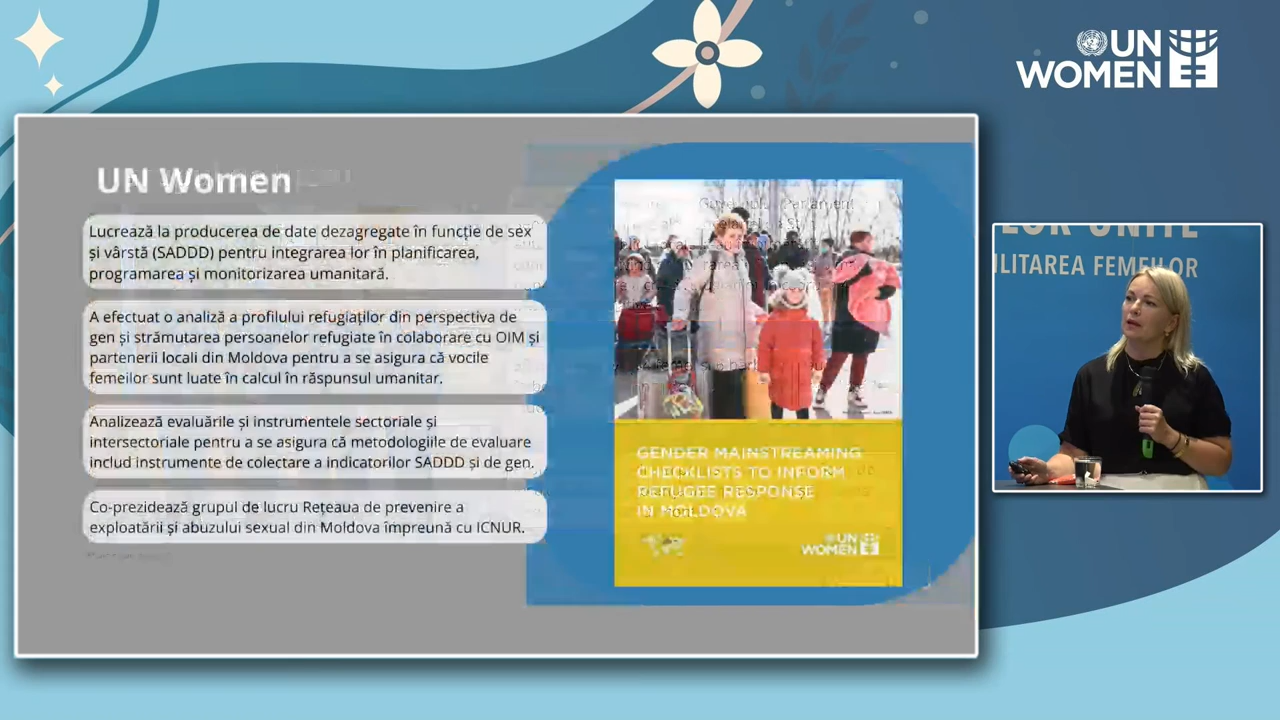 UN
WOMEN
UN Women
Lucrează la producerea de date dezagregate în funcție de sex
și vârstă (SADDD) pentru integrarea lor în planificarea,
programarea și monitorizarea umanitară.
A efectuat o analiză a profilului refugiaților din perspectiva de
gen și strămutarea persoanelor refugiate în colaborare cu OIM și
partenerii locali din Moldova pentru a se asigura că vocile
femeilor sunt luate în calcul în răspunsul umanitar.
Analizează evaluările și instrumentele sectoriale și
intersectoriale pentru a se asigura că metodologiile de evaluare
includ instrumente de colectare a indicatorilor SADDD și de gen.
Co-prezidează grupul de lucru Rețeaua de prevenire a
exploatării și abuzului sexual din Moldova împreună cu ICNUR.
GENDER MAINSTREAMING
CHECKLISTS TO INFORM
REFUGEE RESPONSE
IN MOLDOVA
UN
WOMEN
UNITE
FEMEILOR